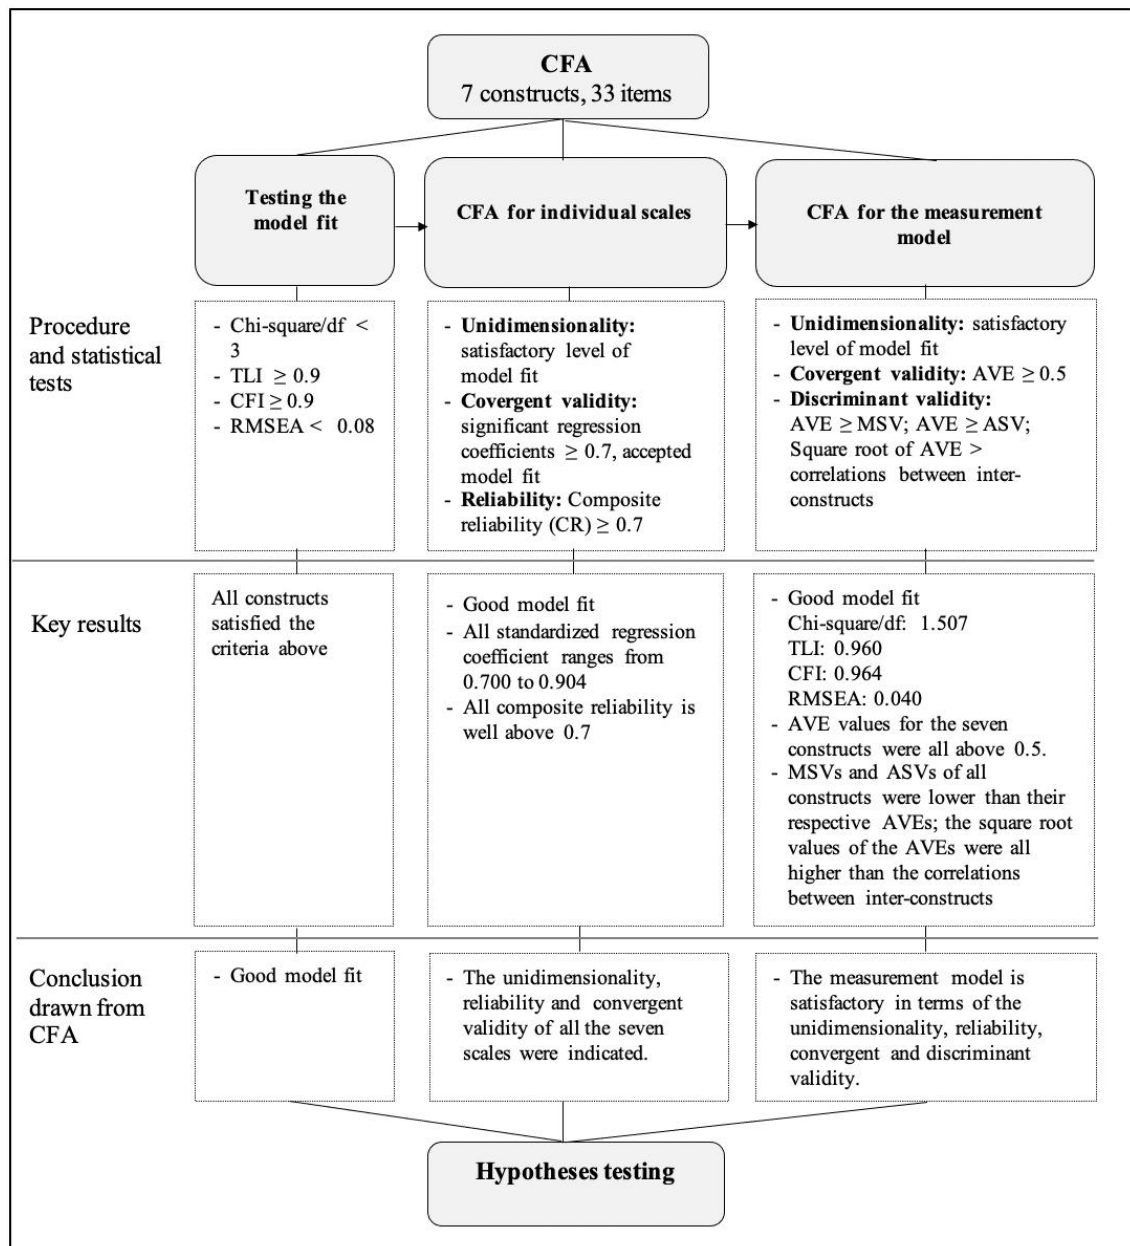 CFA
7 constructs, 33 items
Testing the
model fit
CFA for individual scales
CFA for the measurement
model
Procedure
and statistical
tests
- Chi-square/df <
3
- TLI ≥ 0.9
- CFI ≥ 0.9
- RMSEA < 0.08
- Unidimensionality:
satisfactory level of
model fit
- Covergent validity:
significant regression
coefficients ≥ 0.7, accepted
model fit
- Reliability: Composite
reliability (CR) ≥ 0.7
- Unidimensionality: satisfactory
level of model fit
- Covergent validity: AVE ≥ 0.5
- Discriminant validity:
AVE ≥ MSV; AVE ≥ ASV;
Square root of AVE >
correlations between inter-
constructs
Key results
All constructs
satisfied the
criteria above
- Good model fit
- All standardized regression
coefficient ranges from
0.700 to 0.904
- All composite reliability is
well above 0.7
- Good model fit
Chi-square/df: 1.507
TLI: 0.960
CFI: 0.964
RMSEA: 0.040
- AVE values for the seven
constructs were all above 0.5.
- MSVs and ASVs of all
constructs were lower than their
respective AVEs; the square root
values of the AVEs were all
higher than the correlations
between inter-constructs
Conclusion
drawn from
CFA
- Good model fit
- The unidimensionality,
reliability and convergent
validity of all the seven
scales were indicated.
- The measurement model is
satisfactory in terms of the
unidimensionality, reliability,
convergent and discriminant
validity.
Hypotheses testing